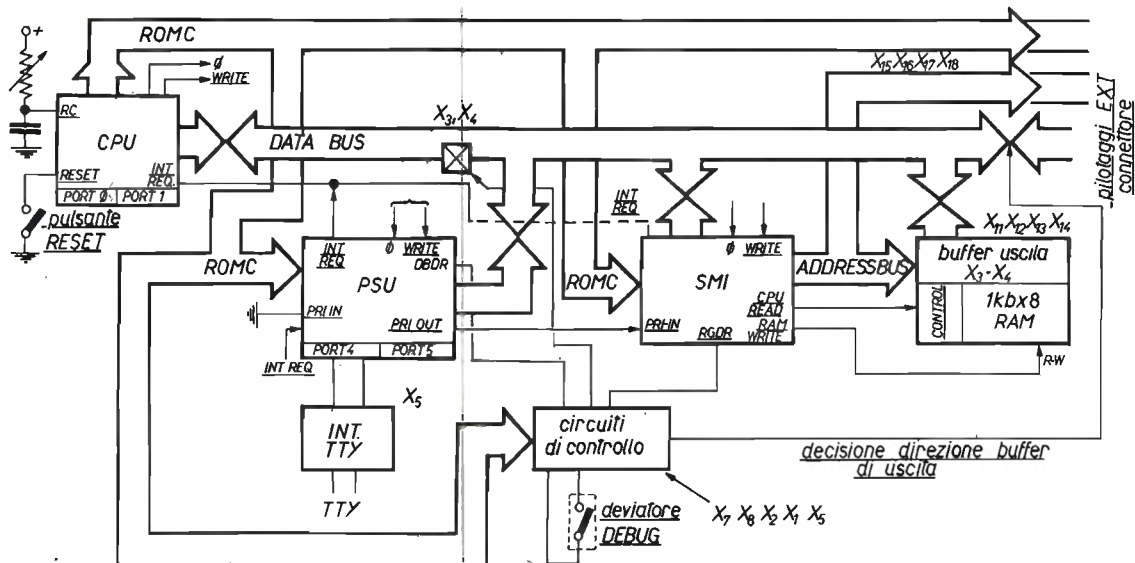 ROMC
+
Ø
WRITE
X15 X16 X17 X18
RC
CPU
X3, X4
DATA BUS
RESET
INT
REQ.
PORT Ø
PORT 1
pulsante
RESET
INT
REQ
pilotaggi EXT
connettore
INT
REQ
Ø
WRITE
DBDR
ROMC
PSU
PRI IN
PRI OUT
INT REQ
PORT 4
PORT 5
ROMC
Ø
WRITE
SMI
CPU
READ
RAM
WRITE
PRI-IN
RGDR
ADDRESSBUS
X11 X12 X13 X14
buffer uscita
X3-X4
CONTROL
1kbx8
RAM
R-W
X5
INT.
TTY
TTY
circuiti
di controllo
decisione direzione buffer
di uscita
deviatore
DEBUG
X7 X8 X2 X1 X5